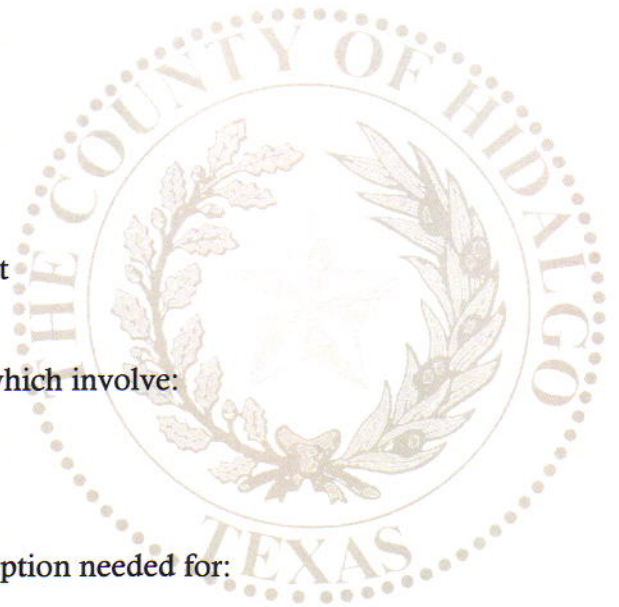 THE COUNTY OF HIDALGO
t
which involve:
ption needed for:
TEXAS